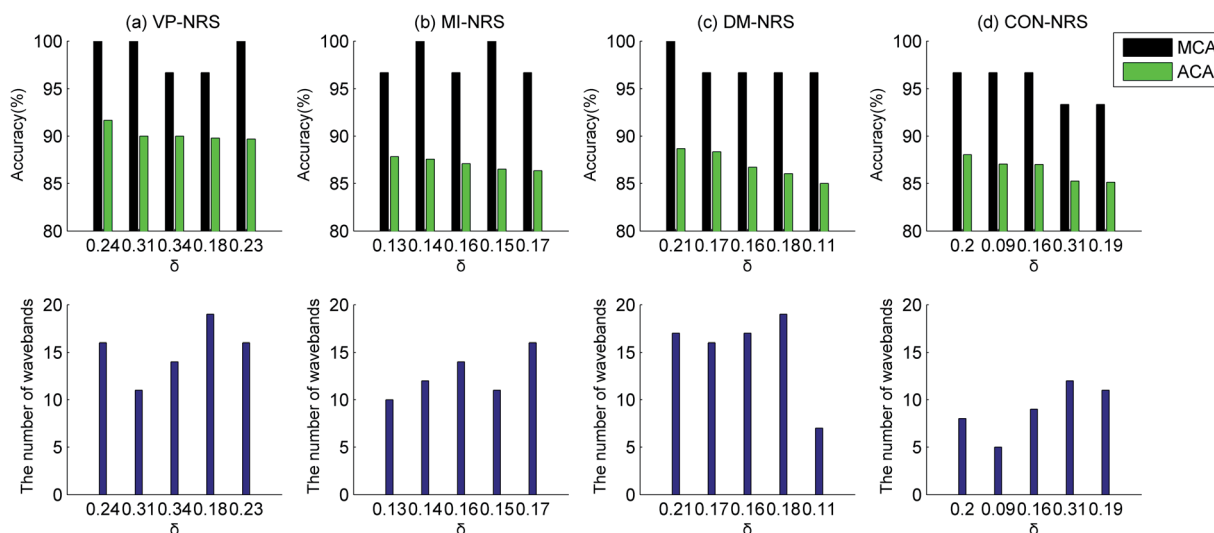 (a) VP-NRS
(b) MI-NRS
(c) DM-NRS
(d) CON-NRS
MCA
ACA
Accuracy(%)
100
95
90
85
80
0.24 0.31 0.34 0.18 0.23
δ
Accuracy(%)
100
95
90
85
80
0.13 0.14 0.16 0.15 0.17
δ
Accuracy(%)
100
95
90
85
80
0.21 0.17 0.16 0.18 0.11
δ
Accuracy(%)
100
95
90
85
80
0.2 0.09 0.16 0.31 0.19
δ
The number of wavebands
20
15
10
5
0
0.24 0.31 0.34 0.18 0.23
δ
The number of wavebands
20
15
10
5
0
0.13 0.14 0.16 0.15 0.17
δ
The number of wavebands
20
15
10
5
0
0.21 0.17 0.16 0.18 0.11
δ
The number of wavebands
20
15
10
5
0
0.2 0.09 0.16 0.31 0.19
δ